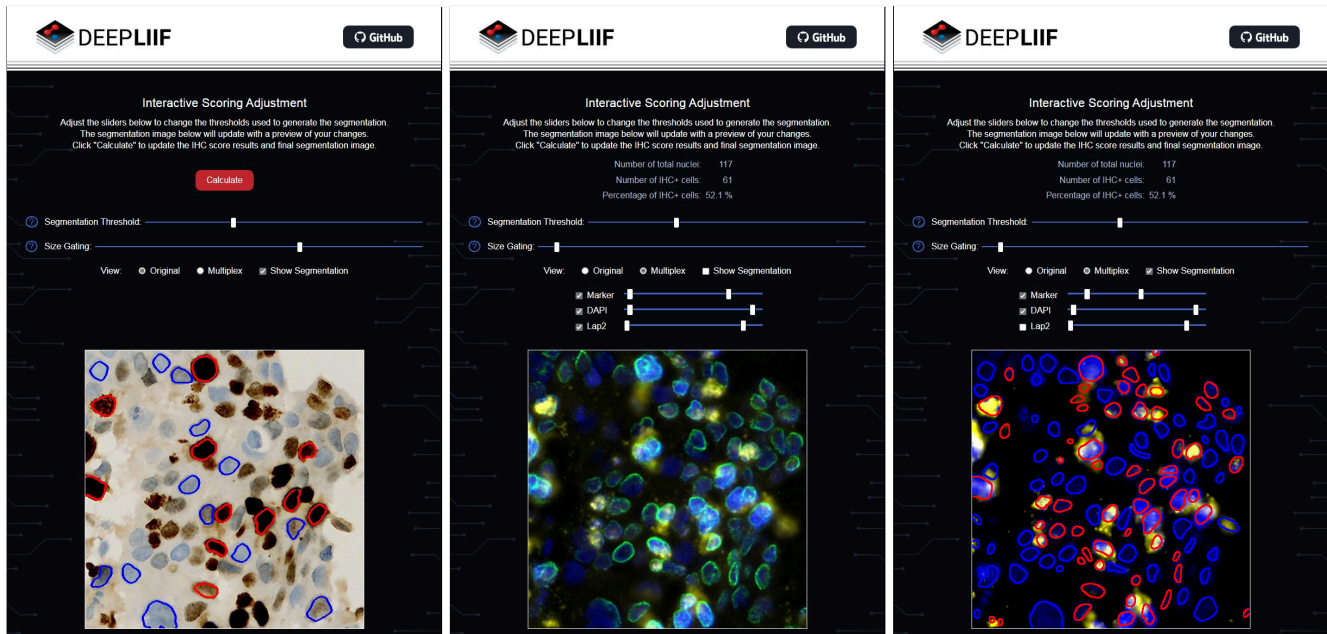 DEEPLIIF
GitHub
Interactive Scoring Adjustment
Adjust the sliders below to change the thresholds used to generate the segmentation.
The segmentation image below will update with a preview of your changes.
Click "Calculate" to update the IHC score results and final segmentation image.
Calculate
? Segmentation Threshold:
? Size Gating:
View: Original Multiplex Show Segmentation
DEEPLIIF
GitHub
Interactive Scoring Adjustment
Adjust the sliders below to change the thresholds used to generate the segmentation.
The segmentation image below will update with a preview of your changes.
Click "Calculate" to update the IHC score results and final segmentation image.
Number of total nuclei: 117
Number of IHC+ cells: 61
Percentage of IHC+ cells: 52.1 %
? Segmentation Threshold:
? Size Gating:
View: Original Multiplex Show Segmentation
Marker
DAPI
Lap2
DEEPLIIF
GitHub
Interactive Scoring Adjustment
Adjust the sliders below to change the thresholds used to generate the segmentation.
The segmentation image below will update with a preview of your changes.
Click "Calculate" to update the IHC score results and final segmentation image.
Number of total nuclei: 117
Number of IHC+ cells: 61
Percentage of IHC+ cells: 52.1 %
? Segmentation Threshold:
? Size Gating:
View: Original Multiplex Show Segmentation
Marker
DAPI
Lap2